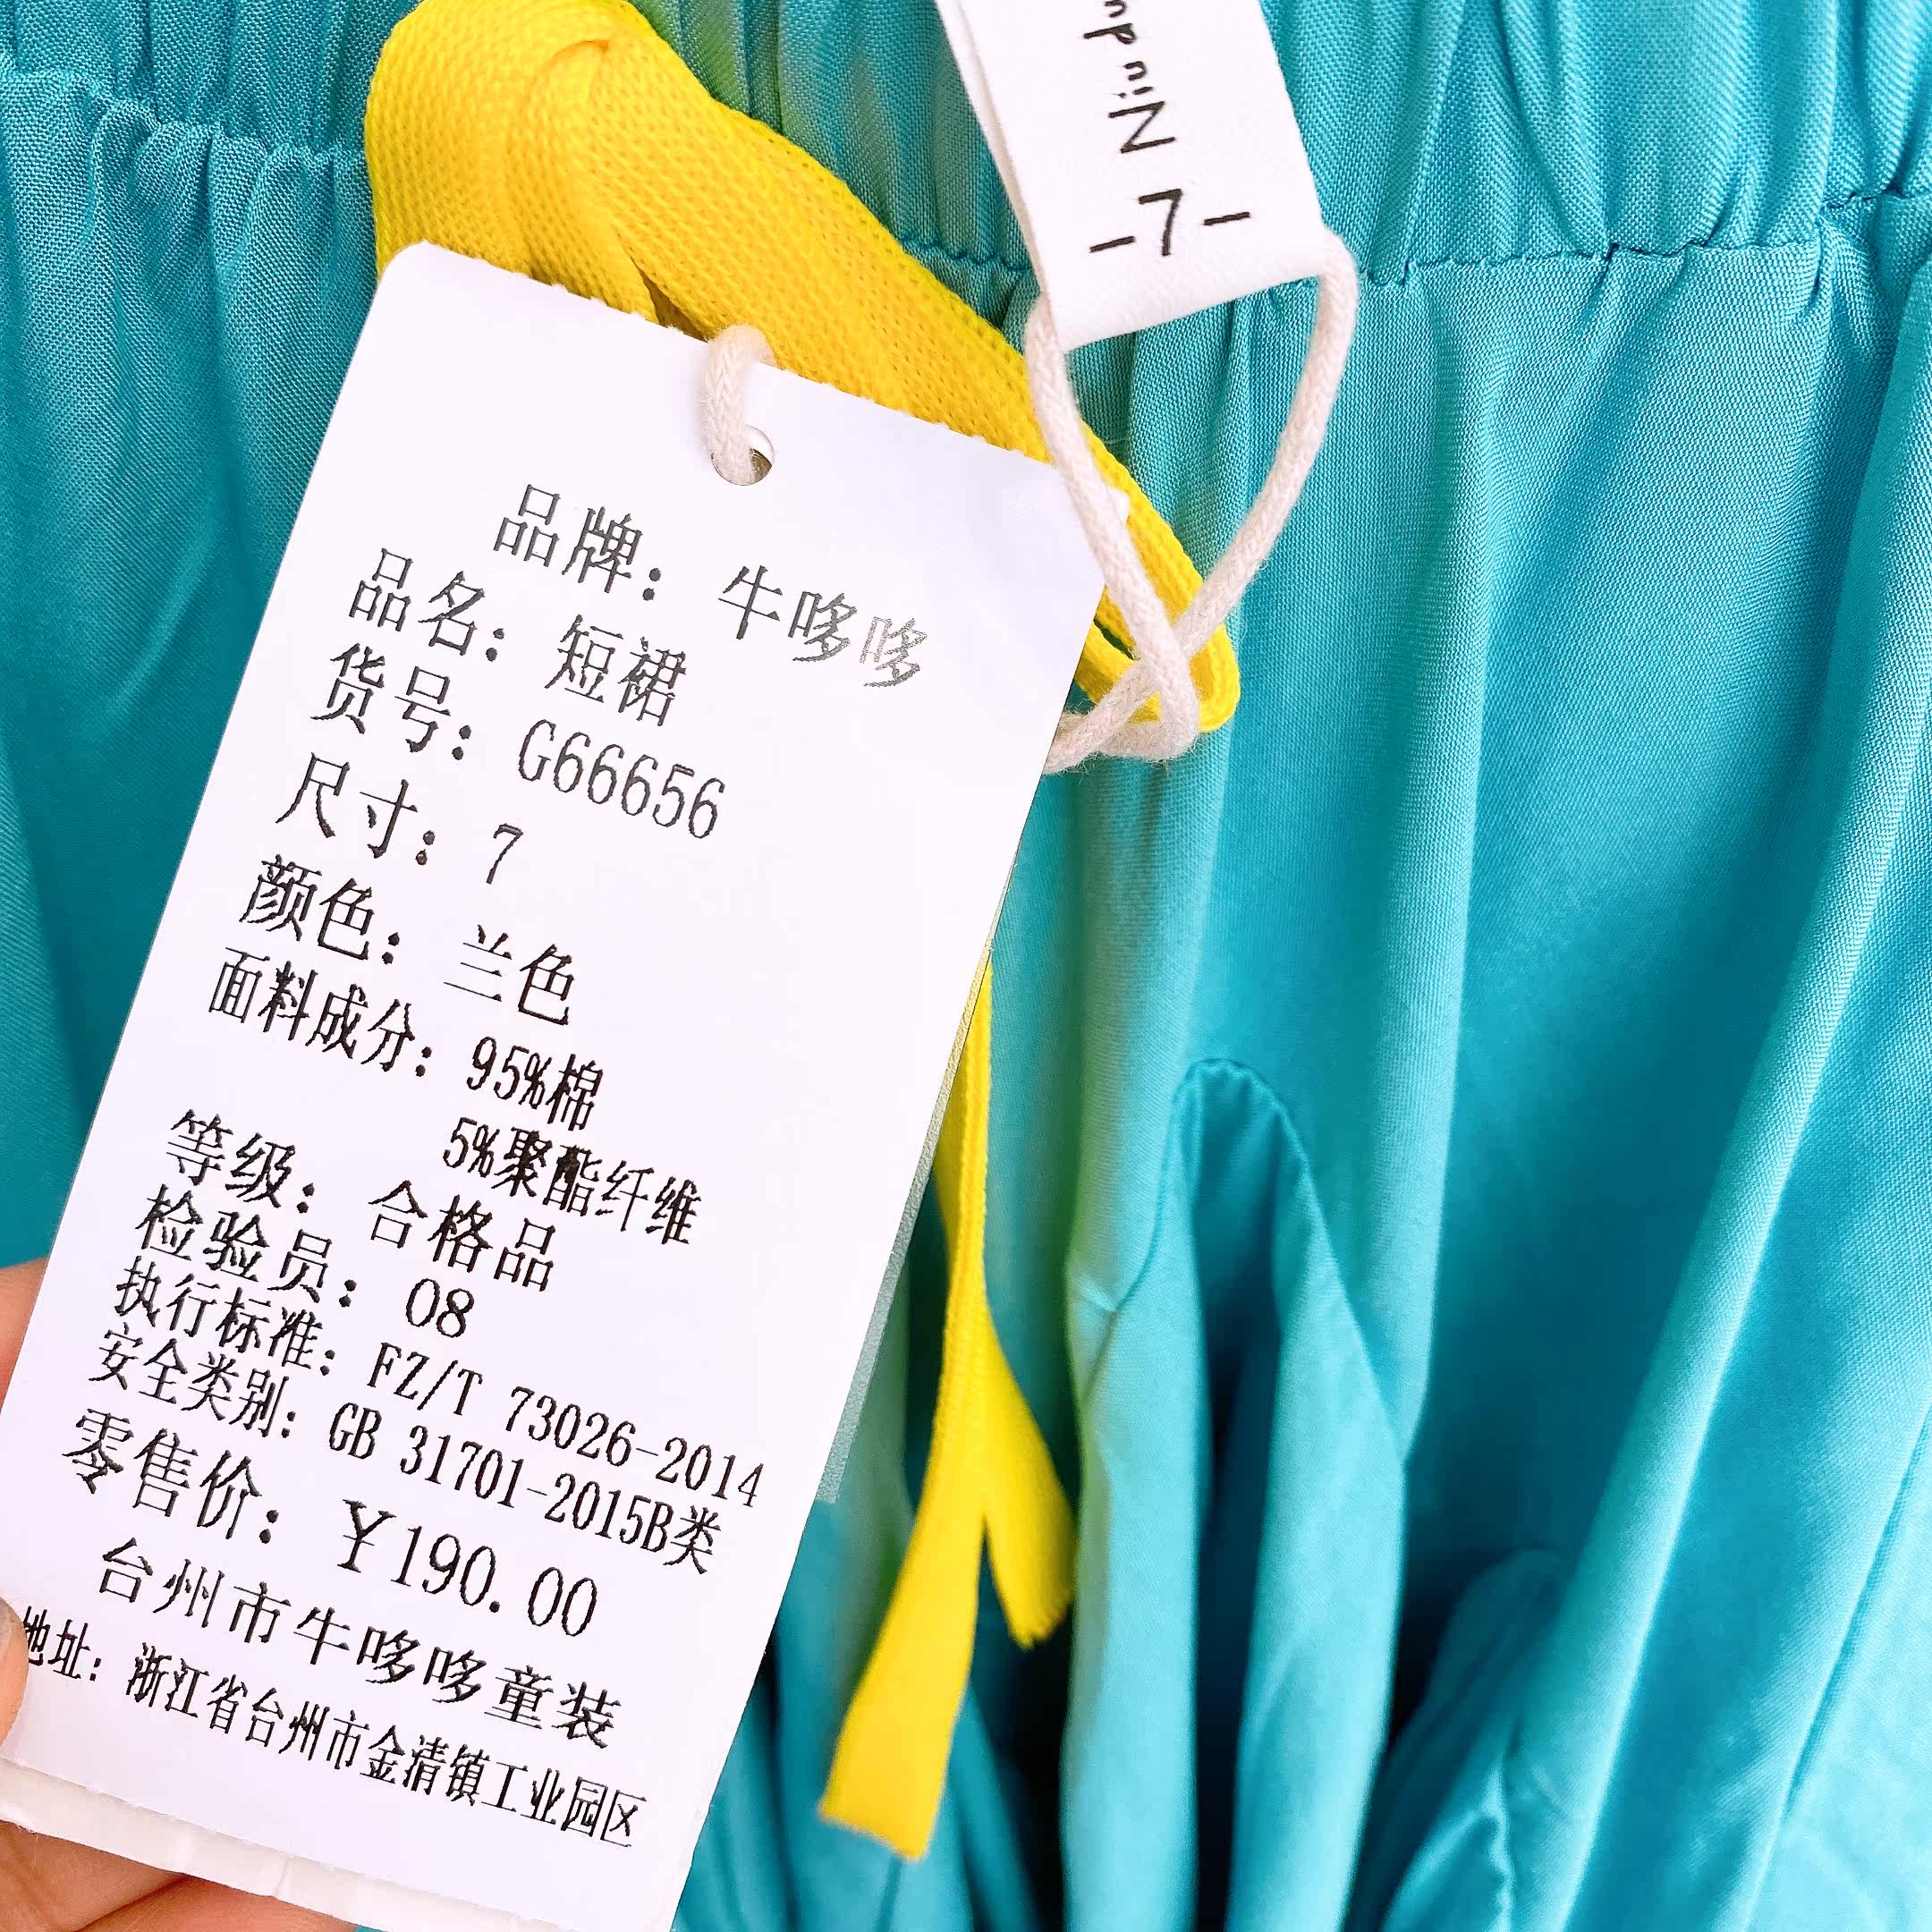 Nindu
-7-
品牌：牛哆哆
品名：短裙
货号：G66656
尺寸：7
颜色：兰色
面料成分：95%棉
5%聚酯纤维
等级：合格品
检验员：08
执行标准：FZ/T 73026-2014
安全类别：GB 31701-2015B类
零售价：¥190.00
台州市牛哆哆童装
地址：浙江省台州市金清镇工业园区